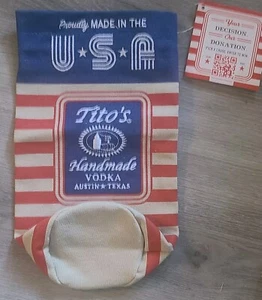 Proudly MADE IN THE
USA
Tito's
Handmade
VODKA
AUSTIN TEXAS
Your
DECISION
Our
DONATION